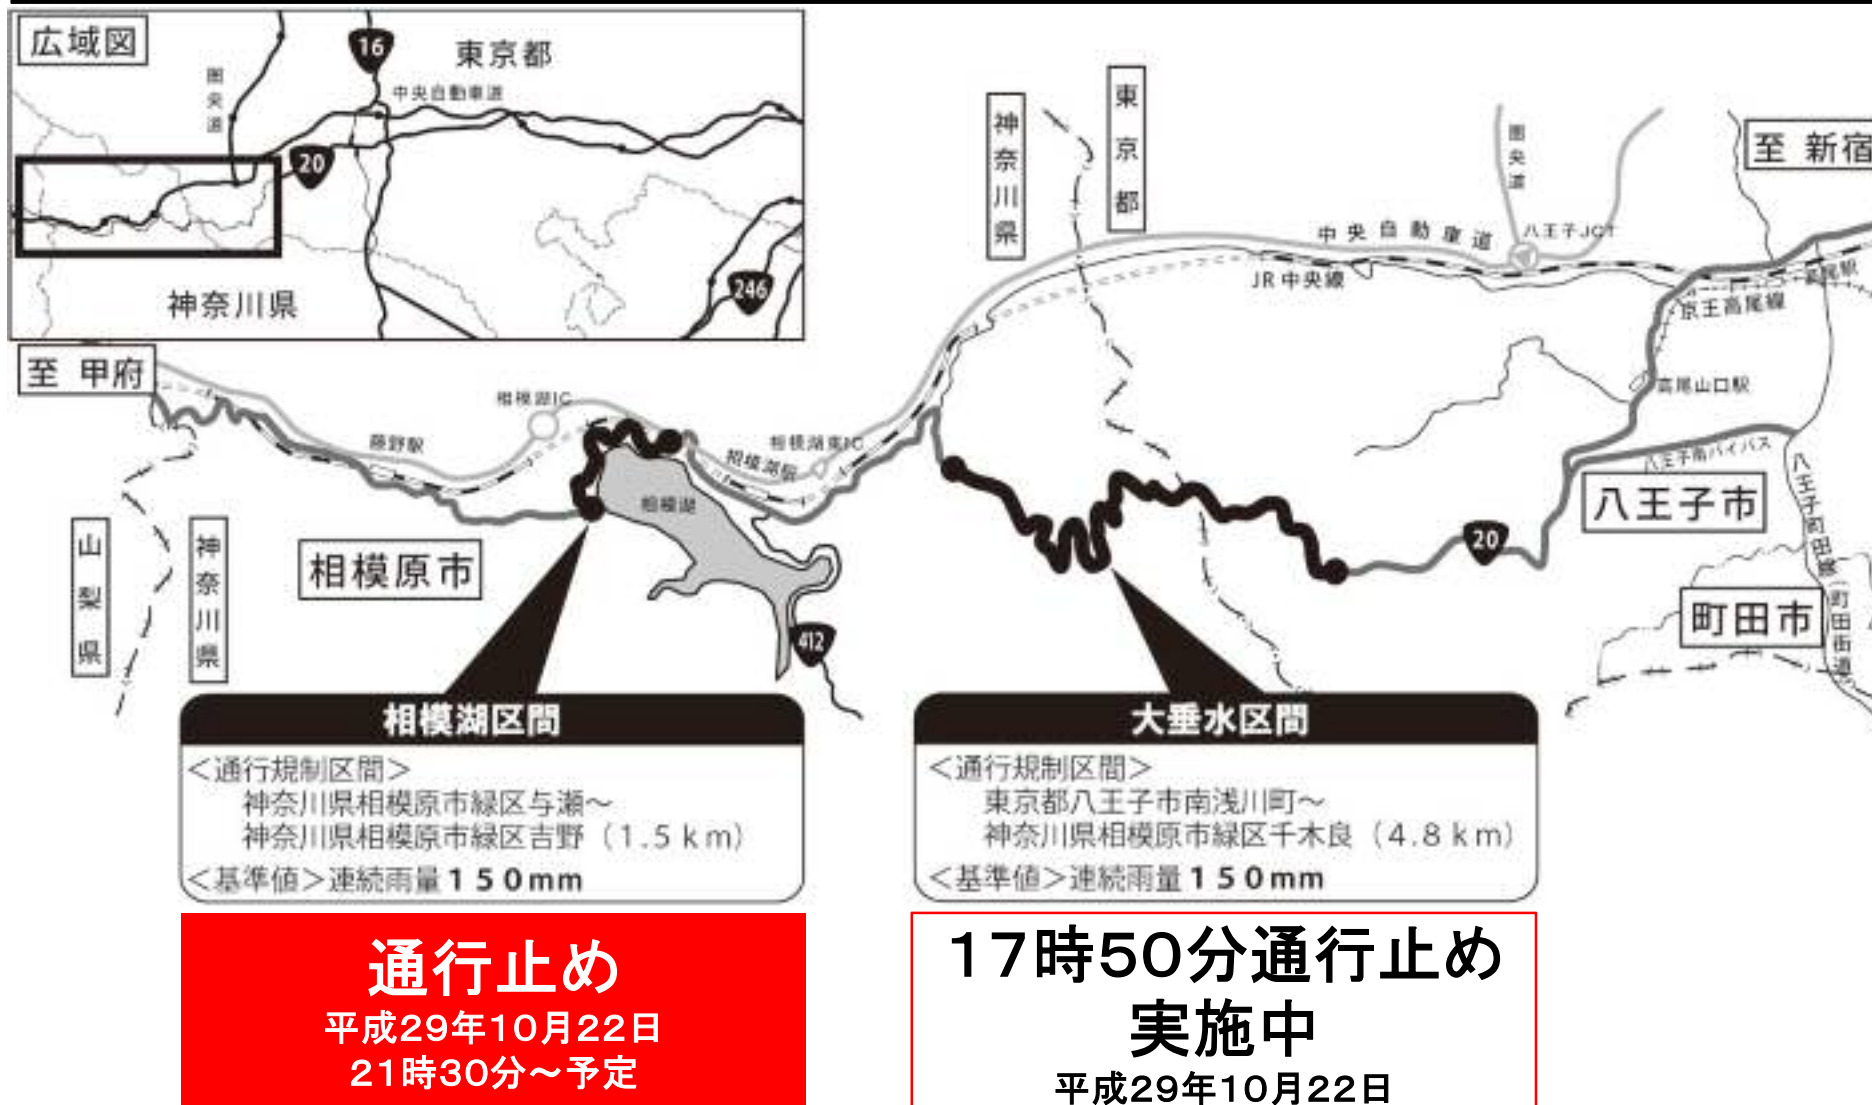 広域図
16
東京都
圏央道
中央自動車道
20
246
神奈川県
神奈川県
東京都
圏央道
至 新宿
中央自動車道
八王子JCT
JR中央線
高尾駅
京王高尾線
高尾山口駅
至 甲府
相模湖IC
藤野駅
相模湖駅
相模湖東IC
相模湖
八王子南バイパス
八王子市
八王子町田線(町田街道)
20
町田市
山梨県
神奈川県
相模原市
412
相模湖区間
<通行規制区間>
神奈川県相模原市緑区与瀬～
神奈川県相模原市緑区吉野(1.5km)
<基準値>連続雨量150mm
大垂水区間
<通行規制区間>
東京都八王子市南浅川町～
神奈川県相模原市緑区千木良(4.8km)
<基準値>連続雨量150mm
通行止め
平成29年10月22日
21時30分～予定
17時50分通行止め
実施中
平成29年10月22日